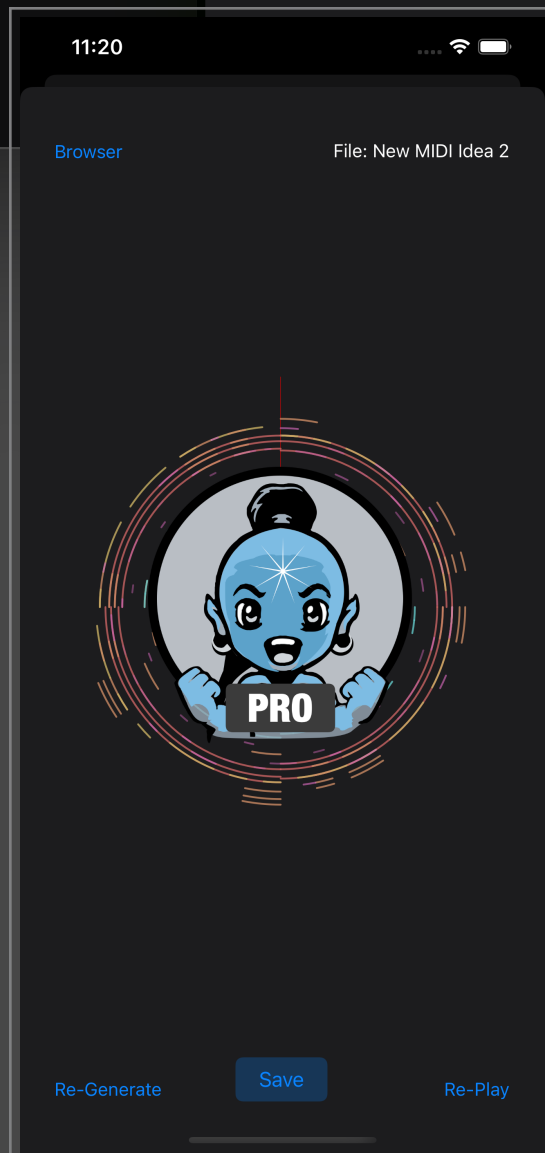 11:20
Browser
File: New MIDI Idea 2
PRO
Save
Re-Generate
Re-Play